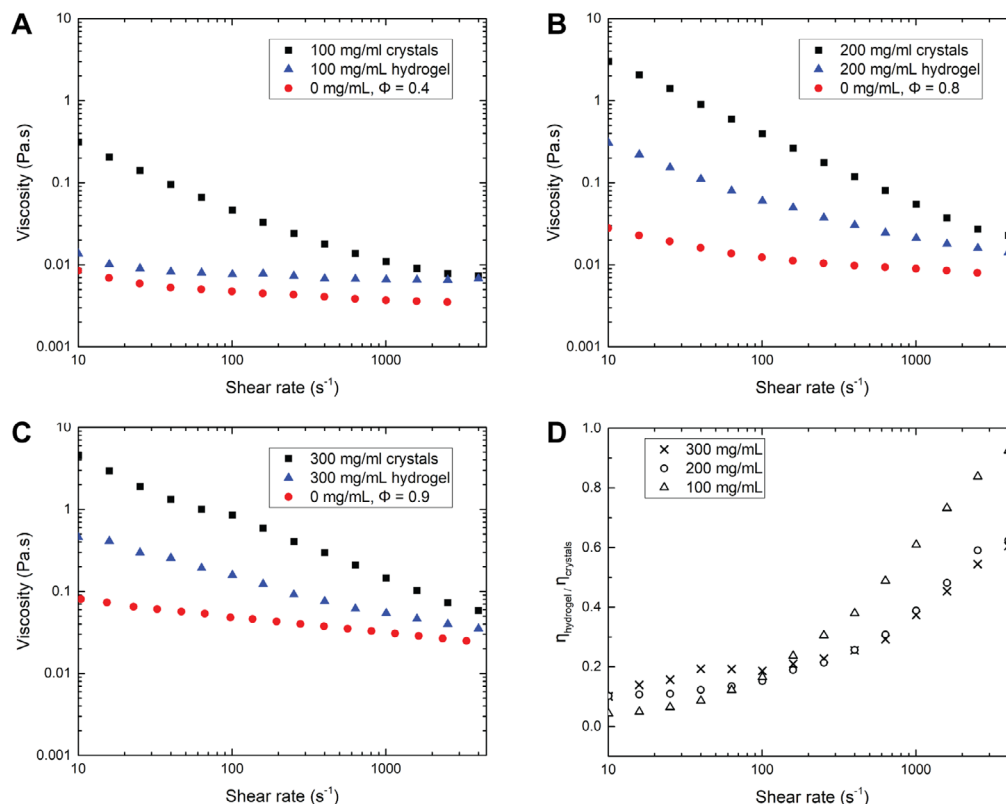 A
10
1
0.1
0.01
0.001
Viscosity (Pa.s)
100 mg/ml crystals
100 mg/mL hydrogel
0 mg/mL, Φ = 0.4
10
100
1000
Shear rate (s⁻¹)
B
10
1
0.1
0.01
0.001
Viscosity (Pa.s)
200 mg/ml crystals
200 mg/mL hydrogel
0 mg/mL, Φ = 0.8
10
100
1000
Shear rate (s⁻¹)
C
10
1
0.1
0.01
0.001
Viscosity (Pa.s)
300 mg/ml crystals
300 mg/mL hydrogel
0 mg/mL, Φ = 0.9
10
100
1000
Shear rate (s⁻¹)
D
1.0
0.8
0.6
0.4
0.2
0.0
ηhydrogel / ηcrystals
300 mg/mL
200 mg/mL
100 mg/mL
10
100
1000
Shear rate (s⁻¹)